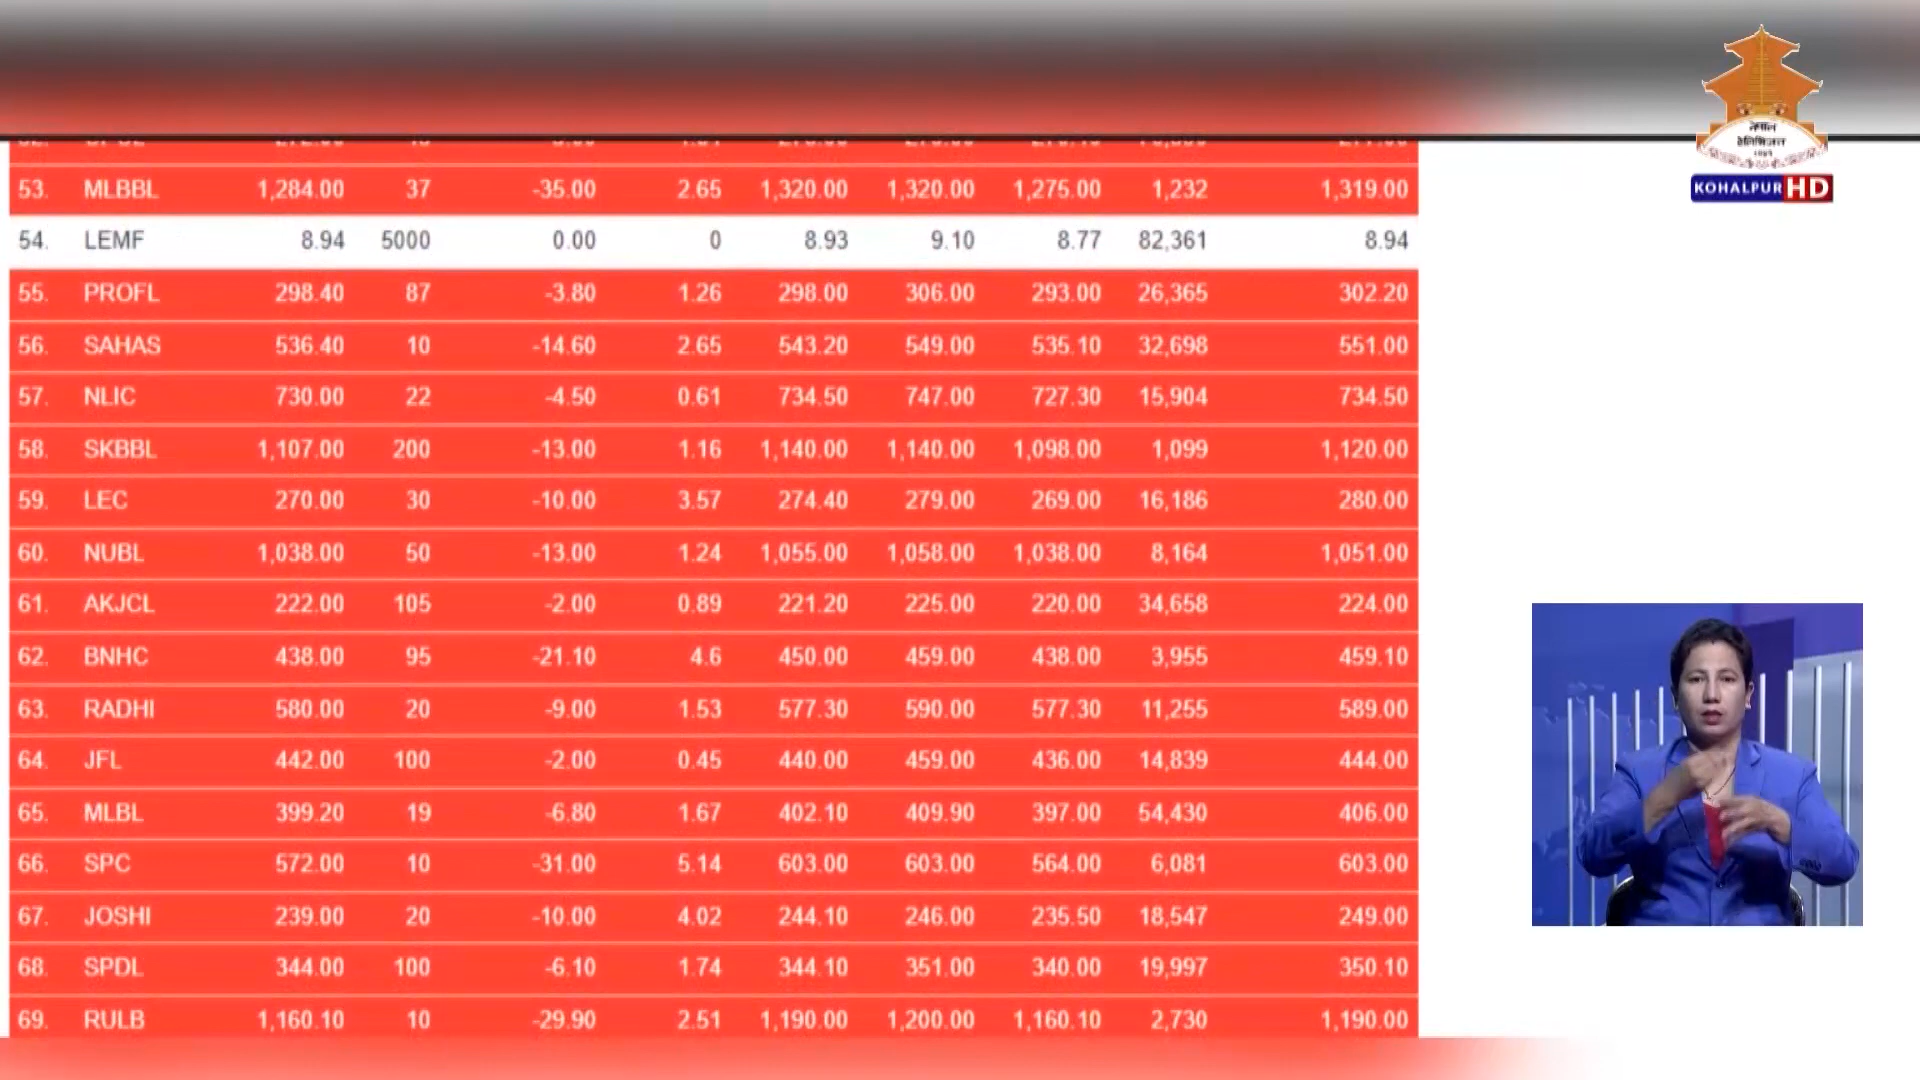 53. MLBBL 1,284.00 37 -35.00 2.65 1,320.00 1,320.00 1,275.00 1,232 1,319.00
54. LEMF 8.94 5000 0.00 0 8.93 9.10 8.77 82,361 8.94
55. PROFL 298.40 87 -3.80 1.26 298.00 306.00 293.00 26,365 302.20
56. SAHAS 536.40 10 -14.60 2.65 543.20 549.00 535.10 32,698 551.00
57. NLIC 730.00 22 -4.50 0.61 734.50 747.00 727.30 15,904 734.50
58. SKBBL 1,107.00 200 -13.00 1.16 1,140.00 1,140.00 1,098.00 1,099 1,120.00
59. LEC 270.00 30 -10.00 3.57 274.40 279.00 269.00 16,186 280.00
60. NUBL 1,038.00 50 -13.00 1.24 1,055.00 1,058.00 1,038.00 8,164 1,051.00
61. AKJCL 222.00 105 -2.00 0.89 221.20 225.00 220.00 34,658 224.00
62. BNHC 438.00 95 -21.10 4.6 450.00 459.00 438.00 3,955 459.10
63. RADHI 580.00 20 -9.00 1.53 577.30 590.00 577.30 11,255 589.00
64. JFL 442.00 100 -2.00 0.45 440.00 459.00 436.00 14,839 444.00
65. MLBL 399.20 19 -6.80 1.67 402.10 409.90 397.00 54,430 406.00
66. SPC 572.00 10 -31.00 5.14 603.00 603.00 564.00 6,081 603.00
67. JOSHI 239.00 20 -10.00 4.02 244.10 246.00 235.50 18,547 249.00
68. SPDL 344.00 100 -6.10 1.74 344.10 351.00 340.00 19,997 350.10
69. RULB 1,160.10 10 -29.90 2.51 1,190.00 1,200.00 1,160.10 2,730 1,190.00
नेपाल
टेलिभिजन
KOHALPUR HD